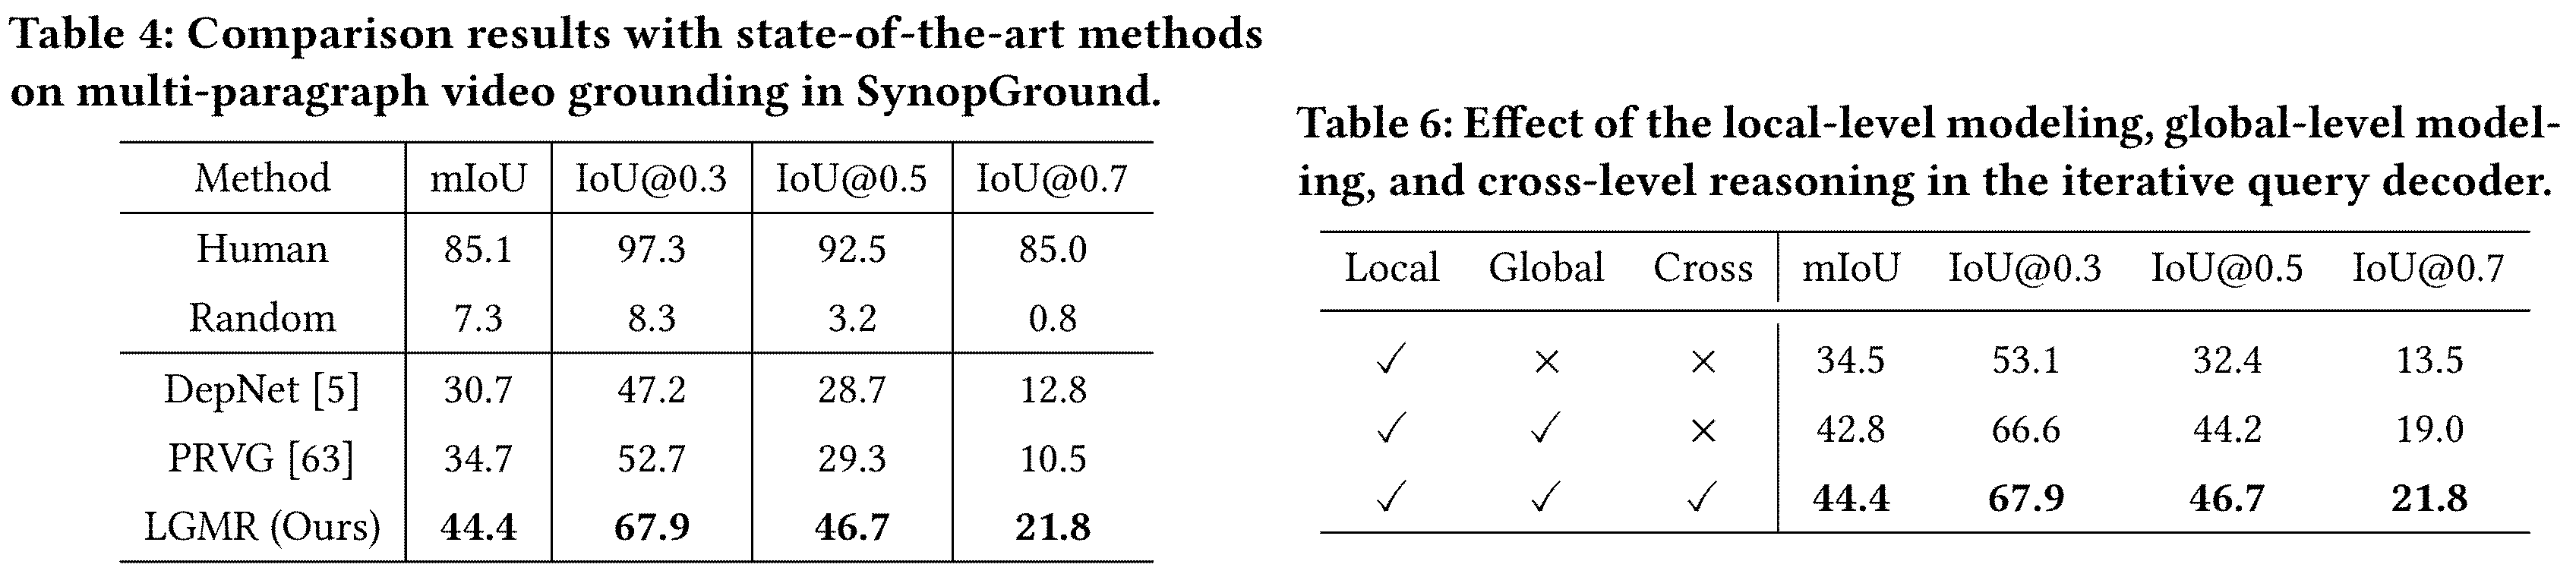 Table 4: Comparison results with state-of-the-art methods
on multi-paragraph video grounding in SynopGround.
Method mIoU IoU@0.3 IoU@0.5 IoU@0.7
Human 85.1 97.3 92.5 85.0
Random 7.3 8.3 3.2 0.8
DepNet [5] 30.7 47.2 28.7 12.8
PRVG [63] 34.7 52.7 29.3 10.5
LGMR (Ours) 44.4 67.9 46.7 21.8
Table 6: Effect of the local-level modeling, global-level model-
ing, and cross-level reasoning in the iterative query decoder.
Local Global Cross mIoU IoU@0.3 IoU@0.5 IoU@0.7
✓ × × 34.5 53.1 32.4 13.5
✓ ✓ × 42.8 66.6 44.2 19.0
✓ ✓ ✓ 44.4 67.9 46.7 21.8